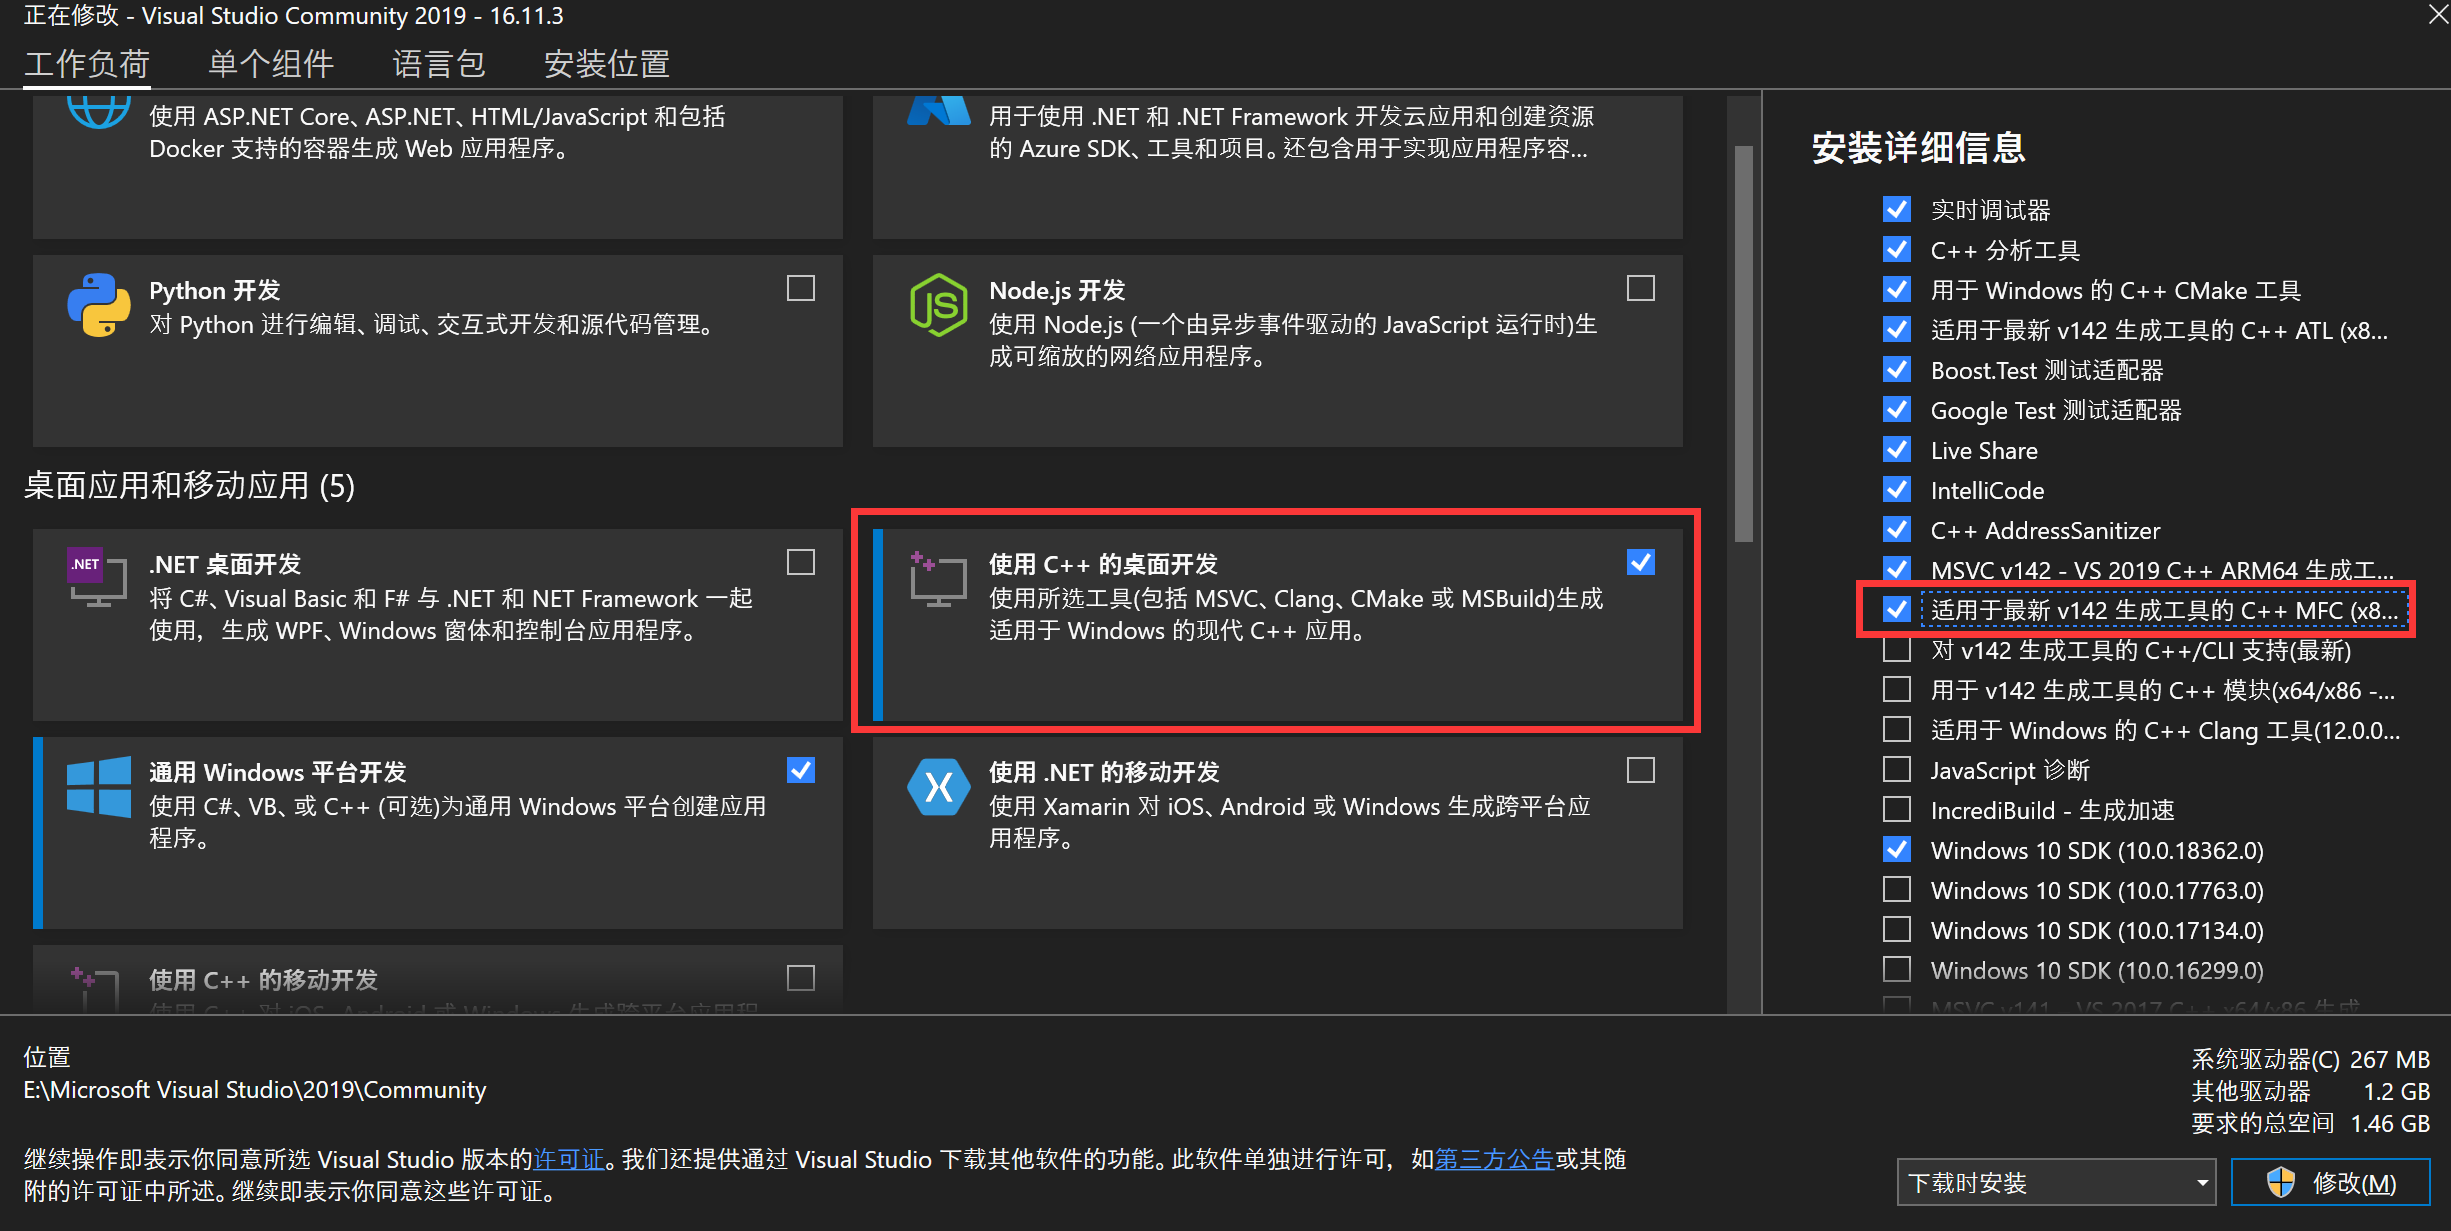 正在修改 - Visual Studio Community 2019 - 16.11.3
工作负荷
单个组件
语言包
安装位置
使用 ASP.NET Core、ASP.NET、HTML/JavaScript 和包括
Docker 支持的容器生成 Web 应用程序。
用于使用 .NET 和 .NET Framework 开发云应用和创建资源
的 Azure SDK、工具和项目。还包含用于实现应用程序容...
Python 开发
对 Python 进行编辑、调试、交互式开发和源代码管理。
JS
Node.js 开发
使用 Node.js (一个由异步事件驱动的 JavaScript 运行时)生
成可缩放的网络应用程序。
桌面应用和移动应用 (5)
.NET
.NET 桌面开发
将 C#、Visual Basic 和 F# 与 .NET 和 NET Framework 一起
使用，生成 WPF、Windows 窗体和控制台应用程序。
使用 C++ 的桌面开发
使用所选工具(包括 MSVC、Clang、CMake 或 MSBuild)生成
适用于 Windows 的现代 C++ 应用。
通用 Windows 平台开发
使用 C#、VB、或 C++ (可选)为通用 Windows 平台创建应用
程序。
使用 .NET 的移动开发
使用 Xamarin 对 iOS、Android 或 Windows 生成跨平台应
用程序。
使用 C++ 的移动开发
使用 C++ 对 iOS、Android 或 Windows 生成跨平台应用程
安装详细信息
实时调试器
C++ 分析工具
用于 Windows 的 C++ CMake 工具
适用于最新 v142 生成工具的 C++ ATL (x8...
Boost.Test 测试适配器
Google Test 测试适配器
Live Share
IntelliCode
C++ AddressSanitizer
MSVC v142 - VS 2019 C++ ARM64 生成工...
适用于最新 v142 生成工具的 C++ MFC (x8...
对 v142 生成工具的 C++/CLI 支持(最新)
用于 v142 生成工具的 C++ 模块(x64/x86 -...
适用于 Windows 的 C++ Clang 工具(12.0.0...
JavaScript 诊断
IncrediBuild - 生成加速
Windows 10 SDK (10.0.18362.0)
Windows 10 SDK (10.0.17763.0)
Windows 10 SDK (10.0.17134.0)
Windows 10 SDK (10.0.16299.0)
MSVC v141 - VS 2017 C++ x64/x86 生成
位置
E:\Microsoft Visual Studio\2019\Community
系统驱动器(C) 267 MB
其他驱动器 1.2 GB
要求的总空间 1.46 GB
继续操作即表示你同意所选 Visual Studio 版本的许可证。我们还提供通过 Visual Studio 下载其他软件的功能。此软件单独进行许可，如第三方公告或其随
附的许可证中所述。继续即表示你同意这些许可证。
下载时安装
修改(M)